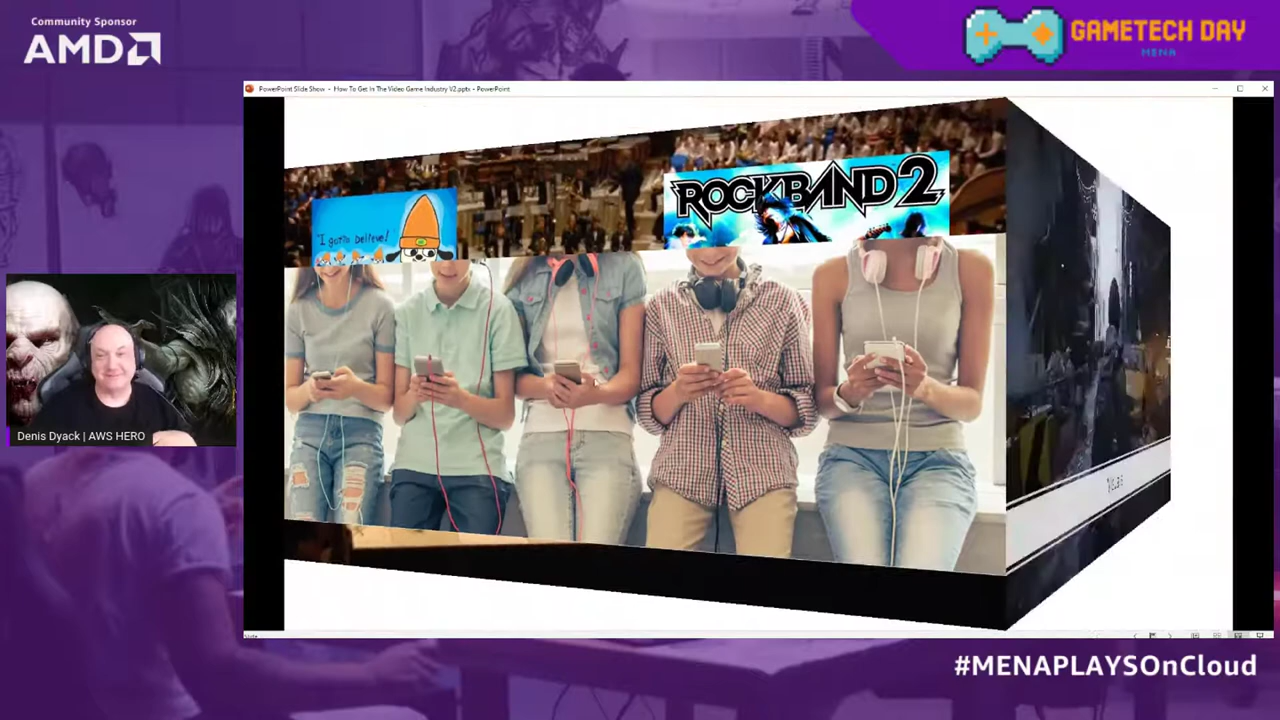 Community Sponsor
AMD
GAMETECH DAY
MENA
PowerPoint Slide Show - How To Get In The Video Game Industry V2.pptx - PowerPoint
"I gotta believe!"
ROCKBAND 2
Denis Dyack | AWS HERO
#MENAPLAYSOnCloud